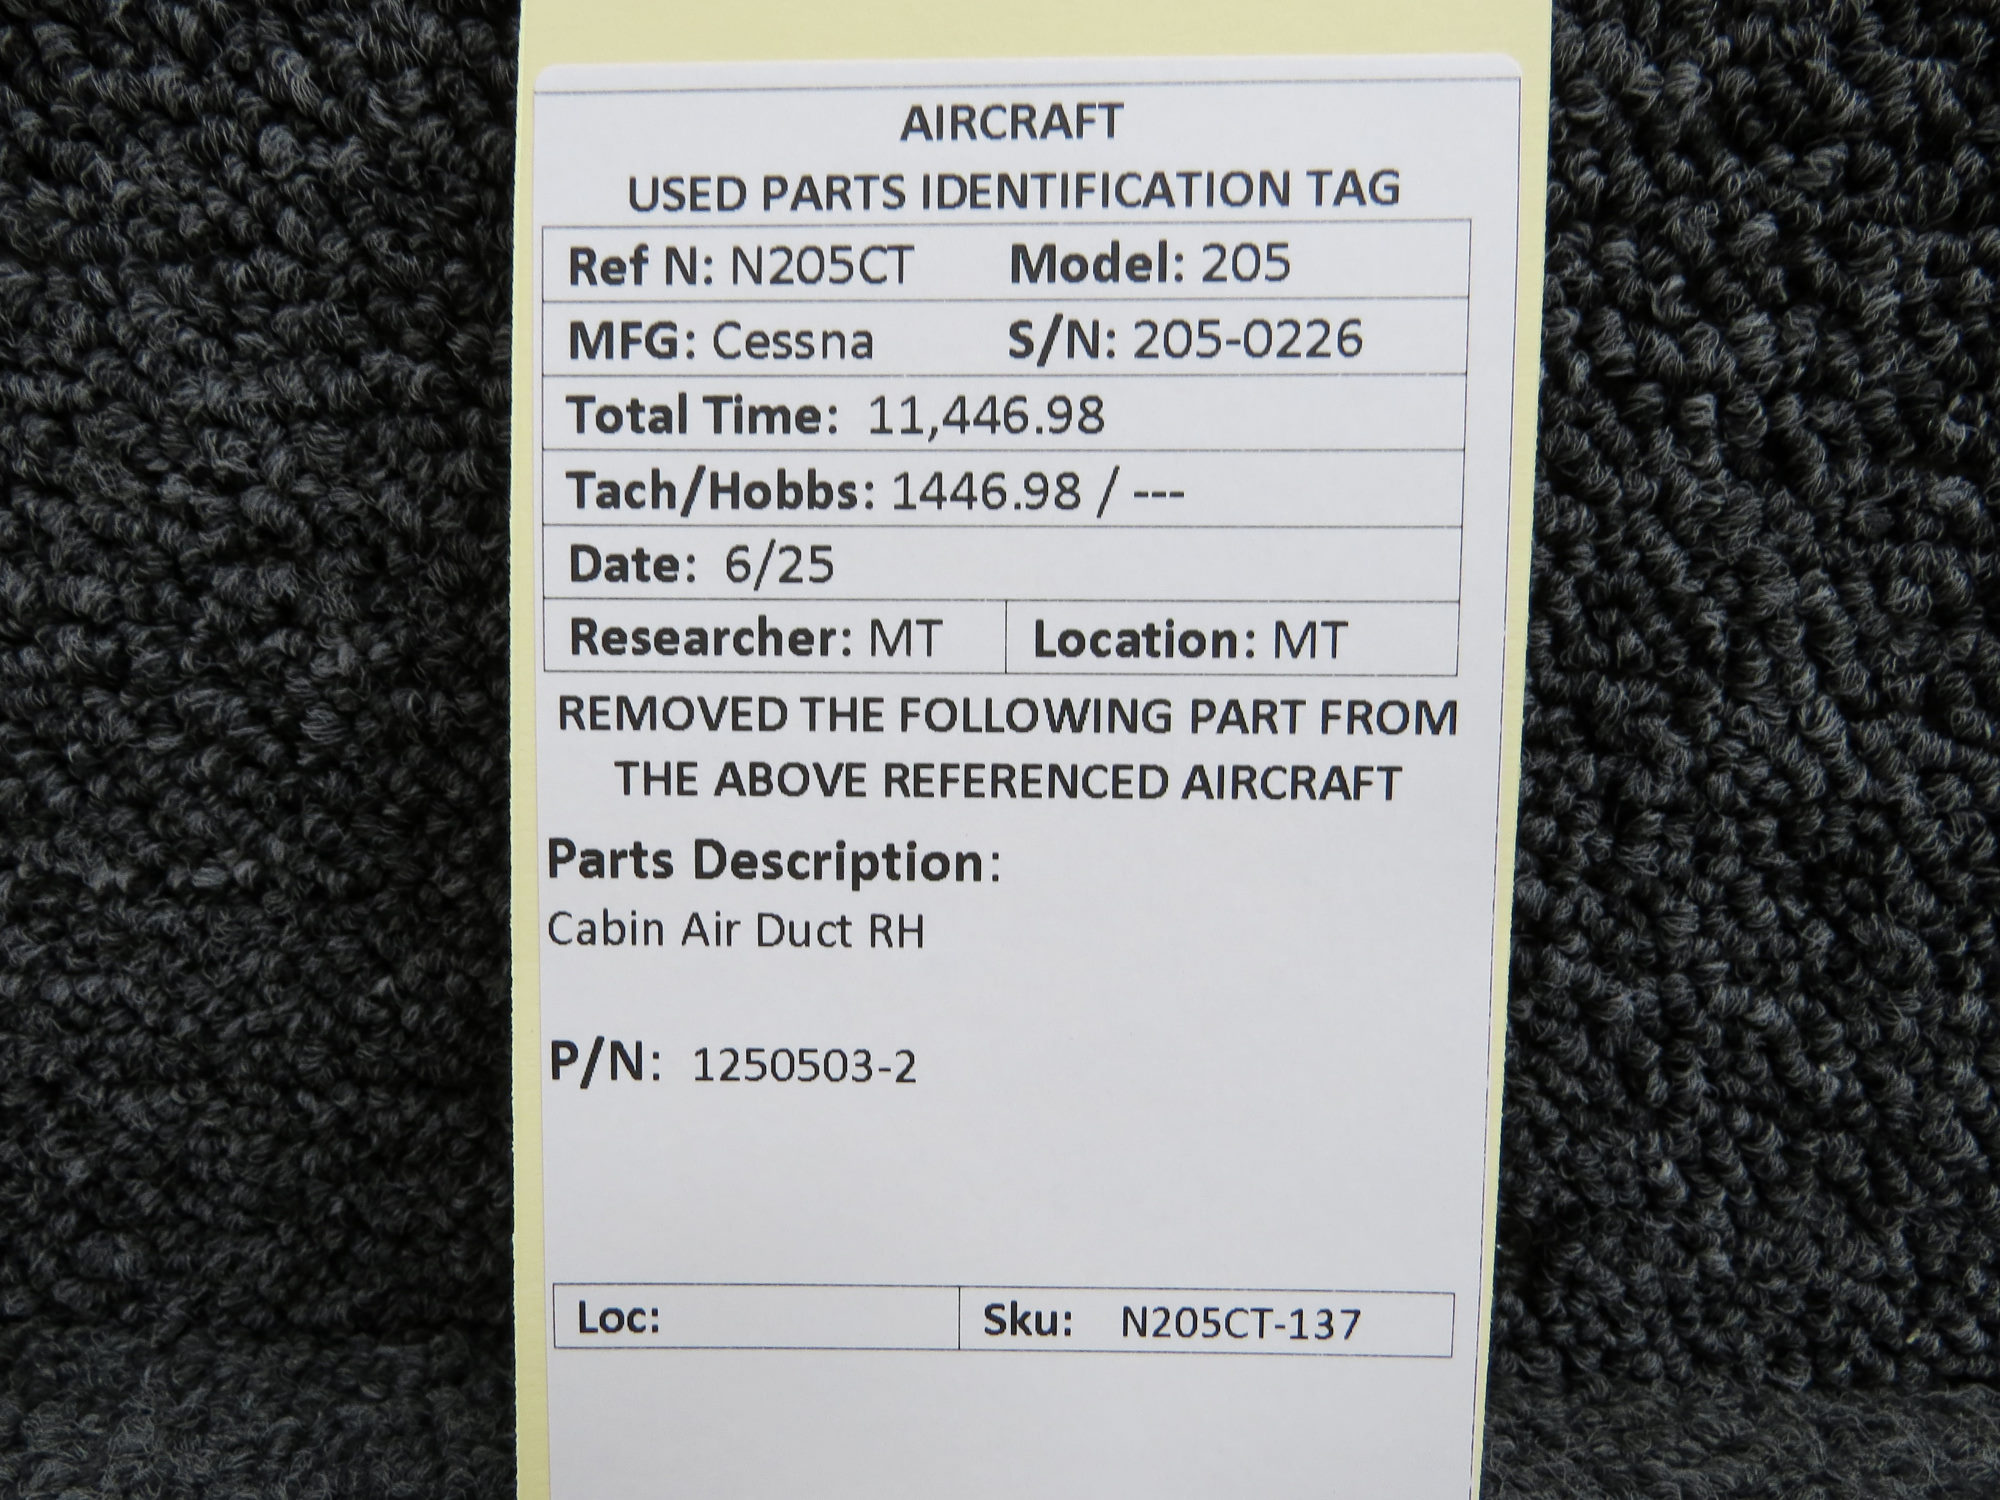 AIRCRAFT
USED PARTS IDENTIFICATION TAG
Ref N: N205CT Model: 205
MFG: Cessna S/N: 205-0226
Total Time: 11,446.98
Tach/Hobbs: 1446.98 / ---
Date: 6/25
Researcher: MT Location: MT
REMOVED THE FOLLOWING PART FROM
THE ABOVE REFERENCED AIRCRAFT
Parts Description:
Cabin Air Duct RH
P/N: 1250503-2
Loc: Sku: N205CT-137